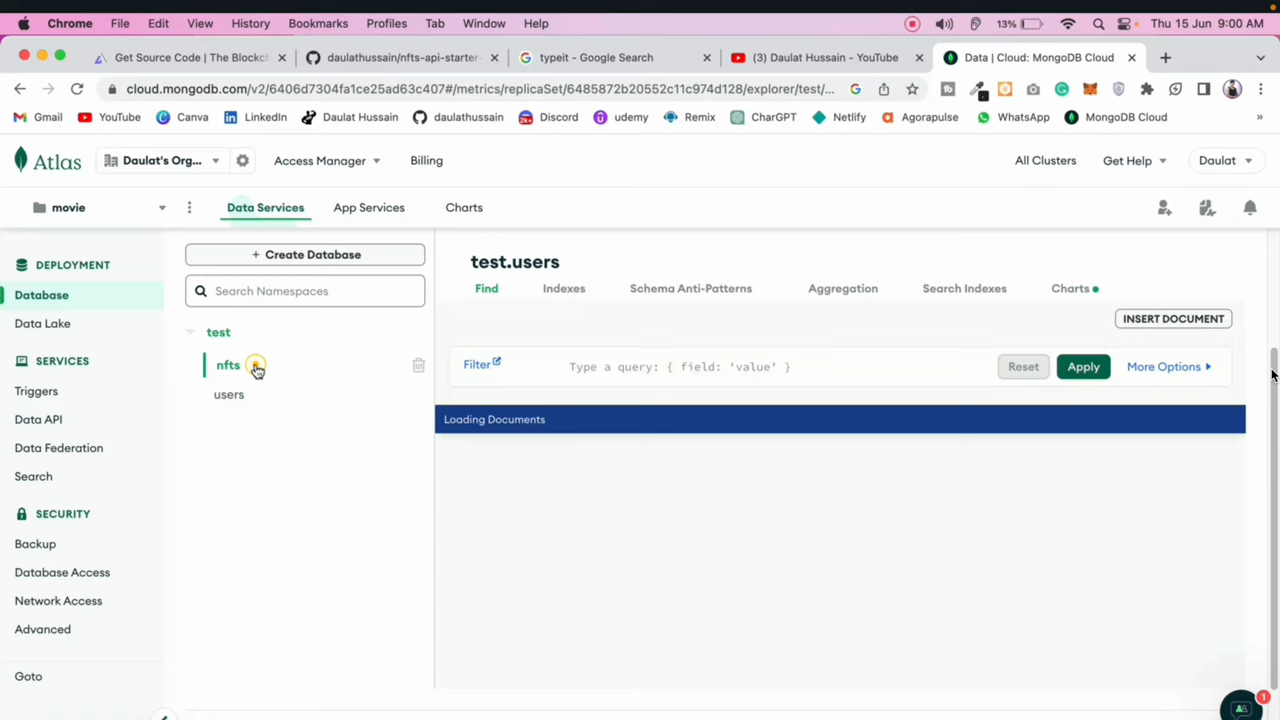 Chrome File Edit View History Bookmarks Profiles Tab Window Help 13% Thu 15 Jun 9:00 AM
Get Source Code | The Blockch daulathussain/nfts-api-starter- typeit - Google Search (3) Daulat Hussain - YouTube Data | Cloud: MongoDB Cloud
cloud.mongodb.com/v2/6406d7304fa1ce25ad63c407#/metrics/replicaSet/6485872b20552c11c974d128/explorer/test/...
Gmail YouTube Canva LinkedIn Daulat Hussain daulathussain Discord udemy Remix CharGPT Netlify Agorapulse WhatsApp MongoDB Cloud »
Atlas Daulat's Org... Access Manager Billing All Clusters Get Help Daulat
movie Data Services App Services Charts
DEPLOYMENT
Database
Data Lake
SERVICES
Triggers
Data API
Data Federation
Search
SECURITY
Backup
Database Access
Network Access
Advanced
Goto
+ Create Database
Search Namespaces
test
nfts
users
test.users
Find Indexes Schema Anti-Patterns Aggregation Search Indexes Charts
INSERT DOCUMENT
Filter Type a query: { field: 'value' } Reset Apply More Options
Loading Documents
1